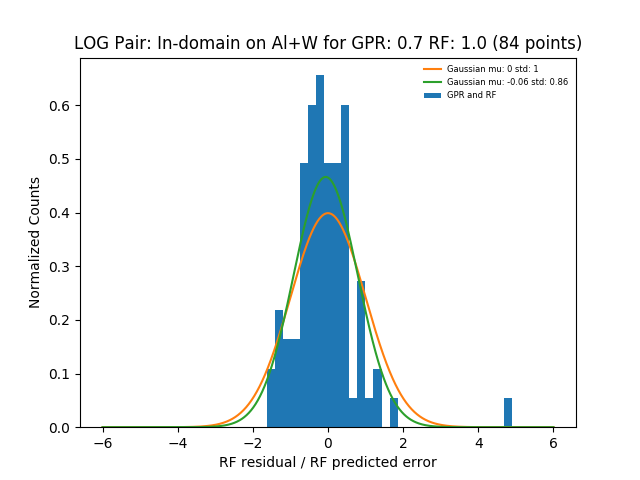 LOG Pair: In-domain on Al+W for GPR: 0.7 RF: 1.0 (84 points)
Gaussian mu: 0 std: 1
Gaussian mu: -0.06 std: 0.86
GPR and RF
Normalized Counts
0.6
0.5
0.4
0.3
0.2
0.1
0.0
−6 −4 −2 0 2 4 6
RF residual / RF predicted error